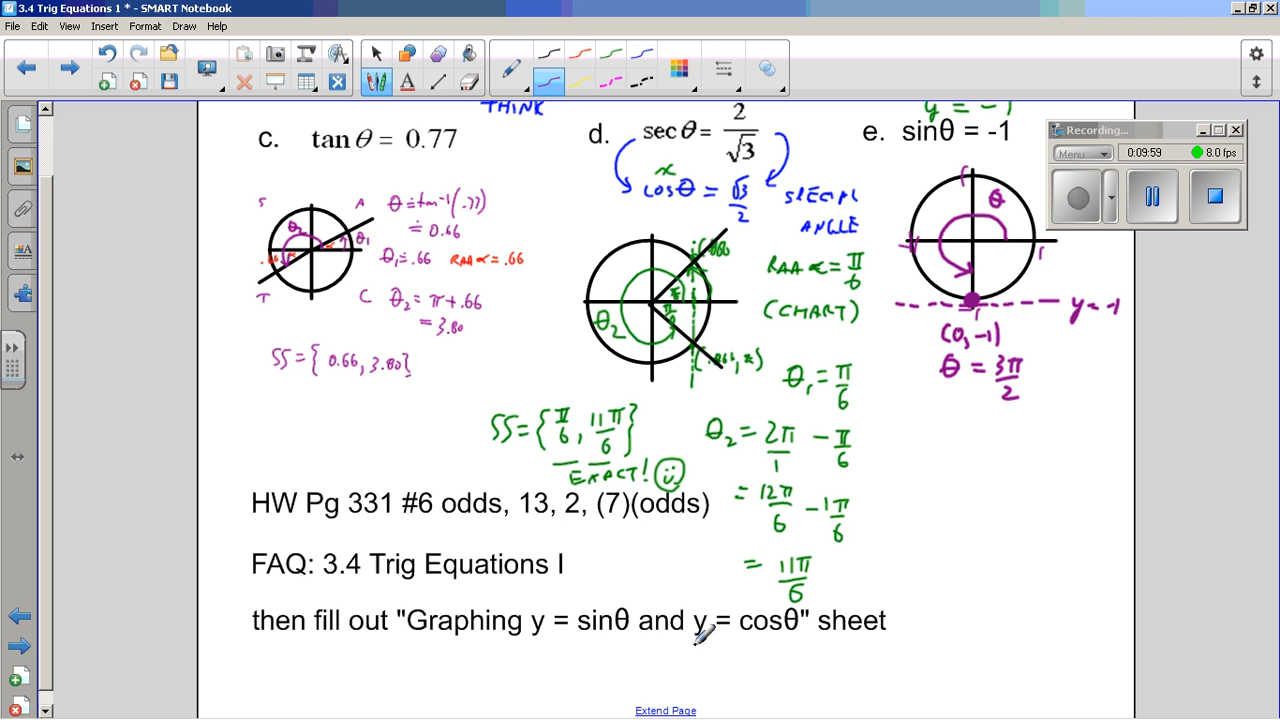 3.4 Trig Equations 1 * - SMART Notebook
File Edit View Insert Format Draw Help
Recording...
Menu
0:09:59
8.0 fps
THINK
y = -1
c. tan θ = 0.77
S A
T C
θ₂
θ₁
α
.66
θ ≐ tan⁻¹(.77)
≐ 0.66
θ₁ = .66
RAA α = .66
θ₂ = π + .66
= 3.80
SS = {0.66, 3.80}
d. sec θ = 2/√3
x
cos θ = √3/2
SPECIAL
ANGLE
RAA α = π/6
(CHART)
θ₂
θ₁ = π/6
θ₂ = 2π/1 - π/6
= 12π/6 - 1π/6
= 11π/6
SS = {π/6, 11π/6}
EXACT!
e. sinθ = -1
θ
y = -1
(0, -1)
θ = 3π/2
HW Pg 331 #6 odds, 13, 2, (7)(odds)
FAQ: 3.4 Trig Equations I
then fill out "Graphing y = sinθ and y = cosθ" sheet
Extend Page